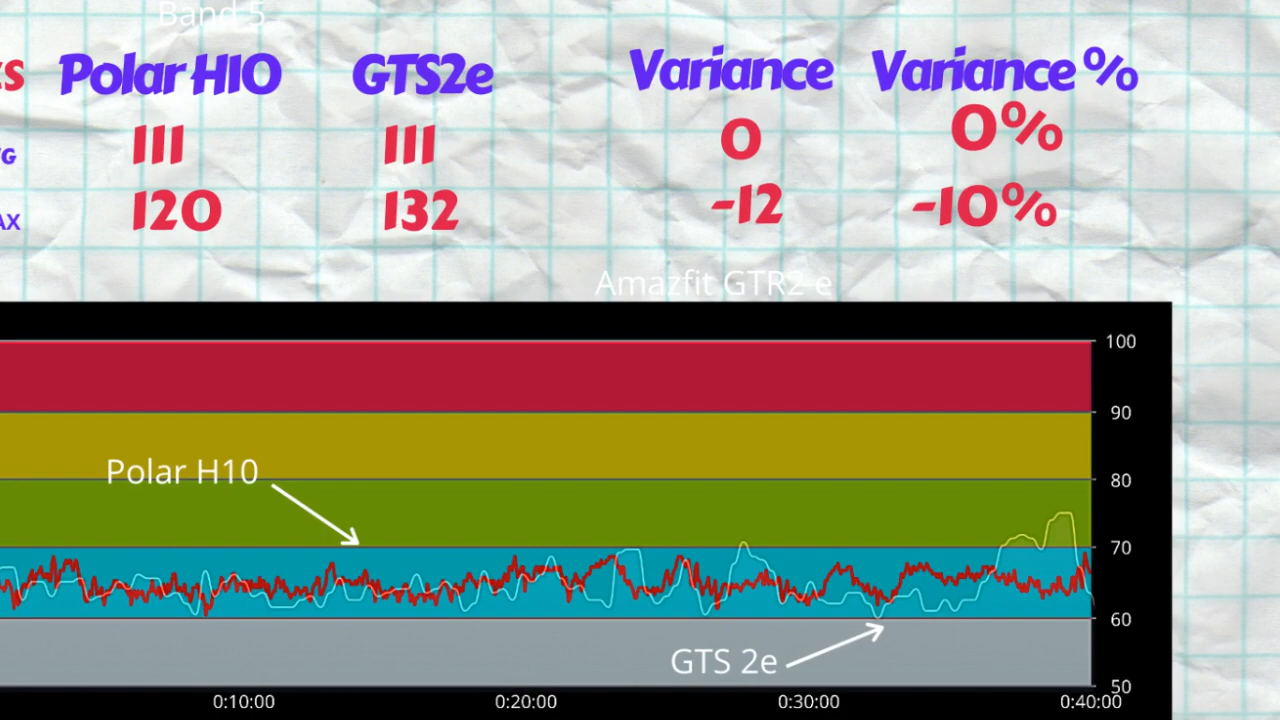 Band 5
Polar H10 GTS2e Variance Variance %
111 111 0 0%
120 132 -12 -10%
Amazfit GTR2 e
100
90
Polar H10
80
70
60
GTS 2e
50
0:10:00 0:20:00 0:30:00 0:40:00